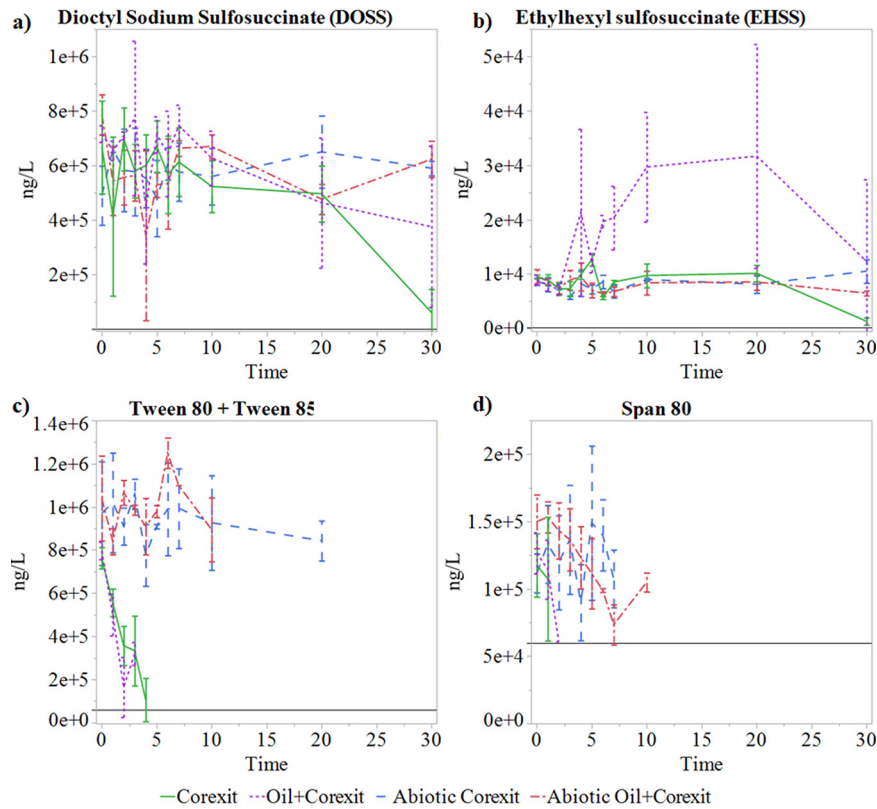 a) Dioctyl Sodium Sulfosuccinate (DOSS)
1e+6
8e+5
6e+5
4e+5
2e+5
ng/L
0 5 10 15 20 25 30
Time
b) Ethylhexyl sulfosuccinate (EHSS)
5e+4
4e+4
3e+4
2e+4
1e+4
0e+0
ng/L
0 5 10 15 20 25 30
Time
c) Tween 80 + Tween 85
1.4e+6
1.2e+6
1e+6
8e+5
6e+5
4e+5
2e+5
0e+0
ng/L
0 5 10 15 20 25 30
Time
d) Span 80
2e+5
1.5e+5
1e+5
5e+4
0e+0
ng/L
0 5 10 15 20 25 30
Time
Corexit Oil+Corexit Abiotic Corexit Abiotic Oil+Corexit